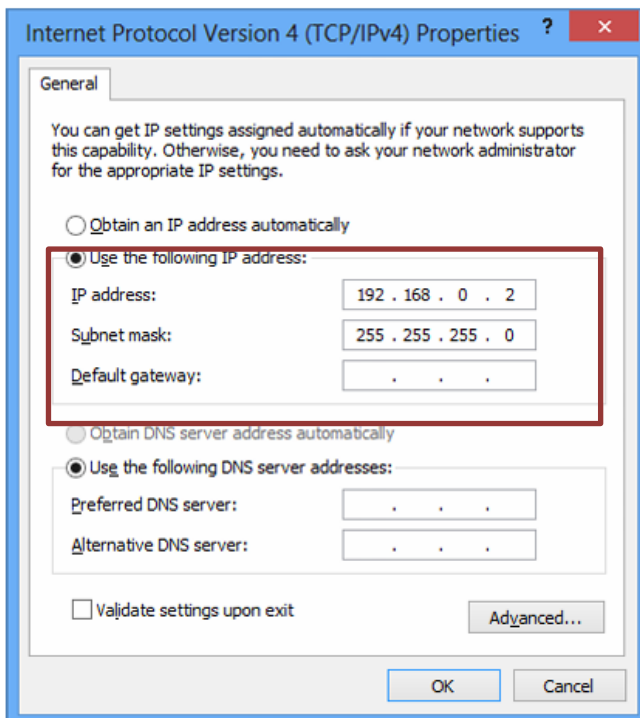 Internet Protocol Version 4 (TCP/IPv4) Properties ? ×
General
You can get IP settings assigned automatically if your network supports
this capability. Otherwise, you need to ask your network administrator
for the appropriate IP settings.
Obtain an IP address automatically
Use the following IP address:
IP address: 192 . 168 . 0 . 2
Subnet mask: 255 . 255 . 255 . 0
Default gateway: . . .
Obtain DNS server address automatically
Use the following DNS server addresses:
Preferred DNS server: . . .
Alternative DNS server: . . .
Validate settings upon exit
Advanced...
OK Cancel